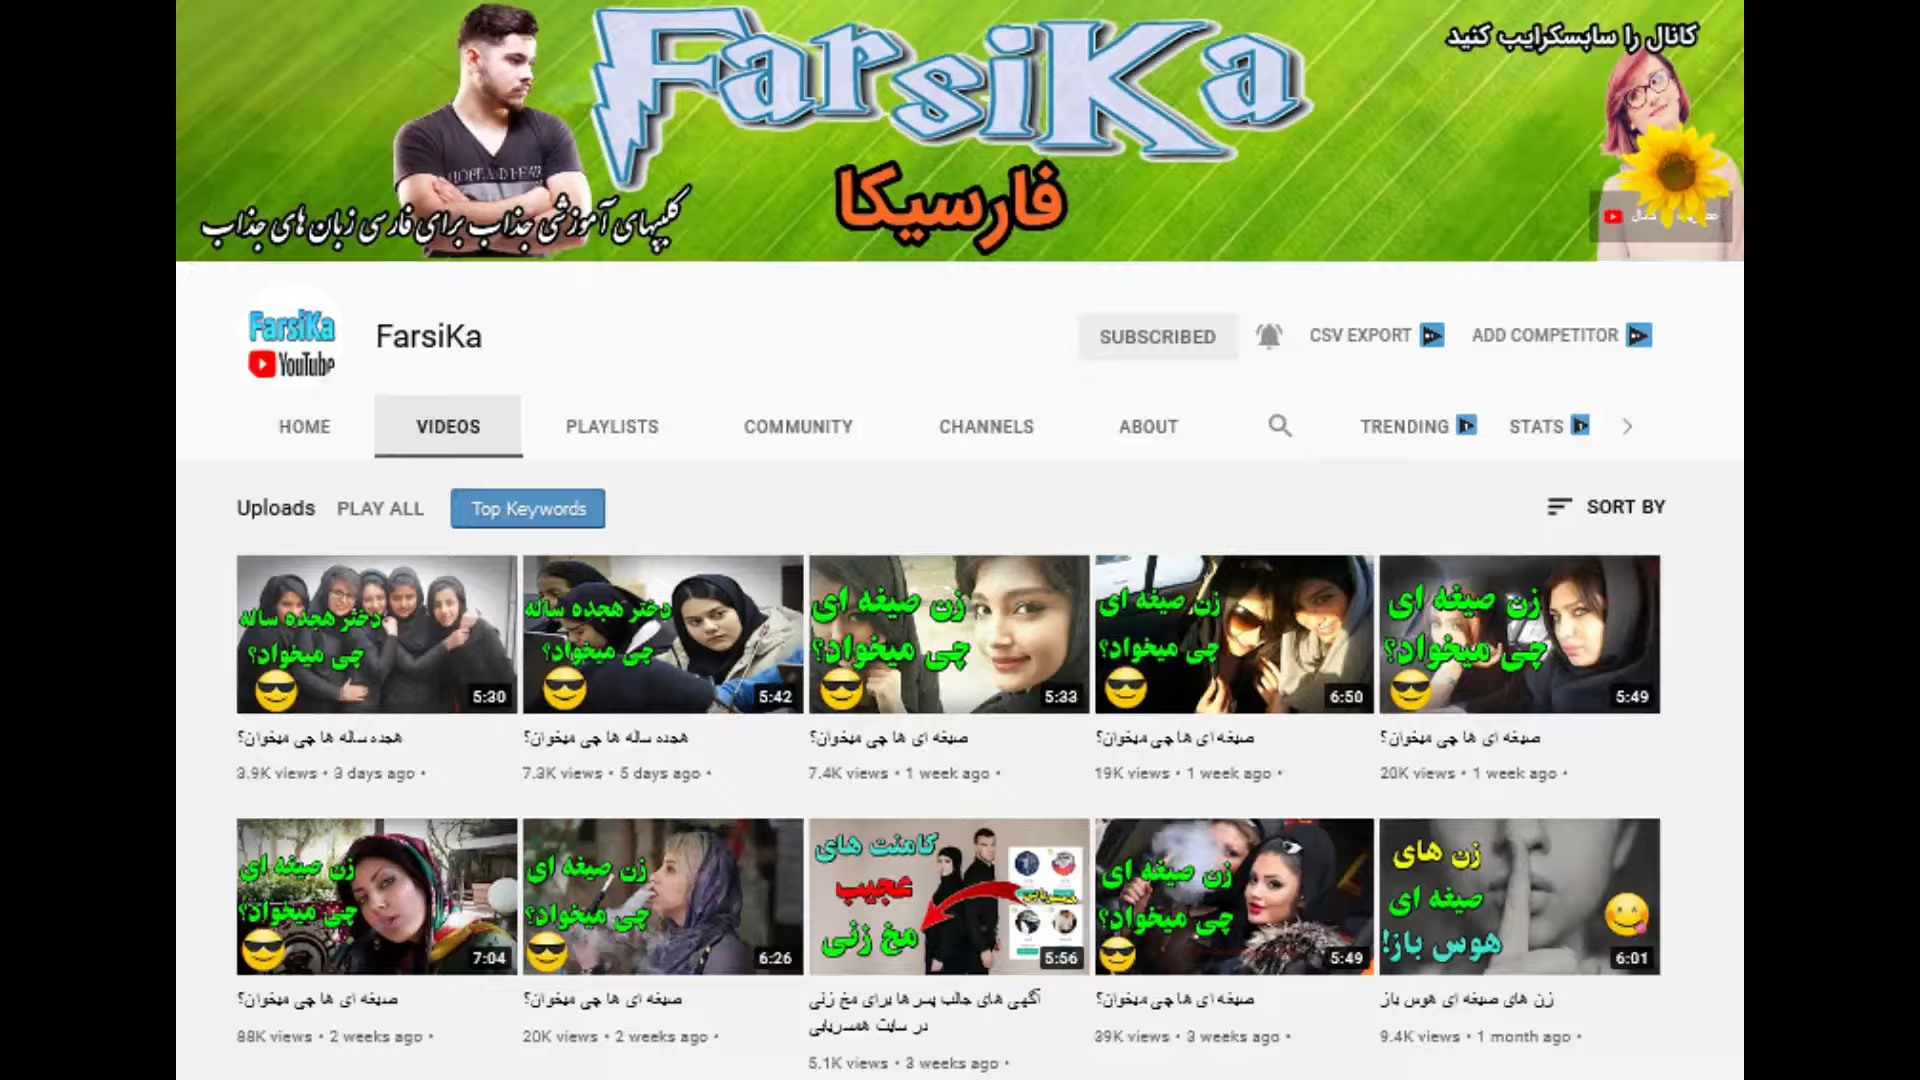 FarsiKa
کانال را سابسکرایب کنید
فارسیکا
کلیپهای آموزشی جذاب برای فارسی زبان های جذاب
FarsiKa
YouTube
FarsiKa
SUBSCRIBED
CSV EXPORT
ADD COMPETITOR
HOME
VIDEOS
PLAYLISTS
COMMUNITY
CHANNELS
ABOUT
TRENDING
STATS
Uploads
PLAY ALL
Top Keywords
SORT BY
دختر هجده ساله
چی میخواد؟
5:30
دختر هجده ساله
چی میخواد؟
5:42
زن صیغه ای
چی میخواد؟
5:33
زن صیغه ای
چی میخواد؟
6:50
زن صیغه ای
چی میخواد؟
5:49
هجده ساله ها چی میخوان؟
هجده ساله ها چی میخوان؟
صیغه ای ها چی میخوان؟
صیغه ای ها چی میخوان؟
صیغه ای ها چی میخوان؟
3.9K views • 3 days ago •
7.3K views • 5 days ago •
7.4K views • 1 week ago •
19K views • 1 week ago •
20K views • 1 week ago •
زن صیغه ای
چی میخواد؟
7:04
زن صیغه ای
چی میخواد؟
6:26
کامنت های
عجیب
مخ زنی
5:56
زن صیغه ای
چی میخواد؟
5:49
زن های
صیغه ای
هوس باز!
6:01
صیغه ای ها چی میخوان؟
صیغه ای ها چی میخوان؟
آگهی های جالب پسر ها برای مخ زنی
در سایت همسریابی
صیغه ای ها چی میخوان؟
زن های صیغه ای هوس باز
88K views • 2 weeks ago •
20K views • 2 weeks ago •
5.1K views • 3 weeks ago •
39K views • 3 weeks ago •
9.4K views • 1 month ago •